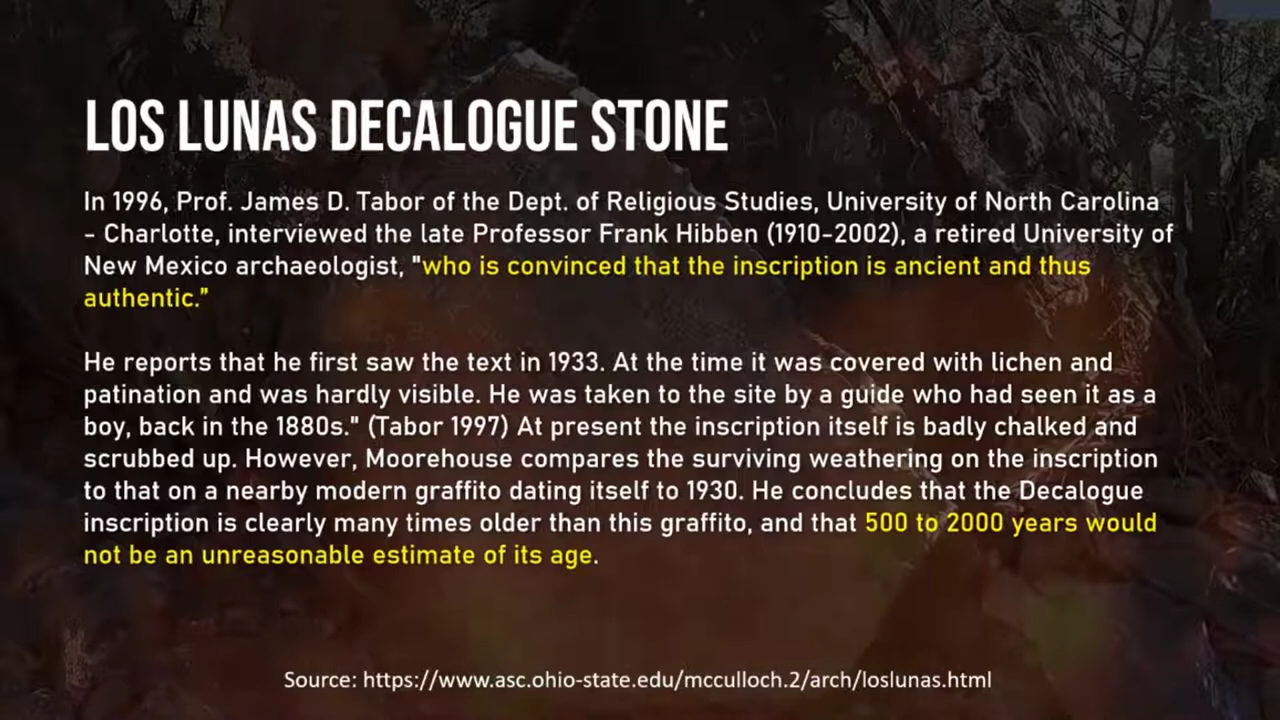 LOS LUNAS DECALOGUE STONE
In 1996, Prof. James D. Tabor of the Dept. of Religious Studies, University of North Carolina
- Charlotte, interviewed the late Professor Frank Hibben (1910-2002), a retired University of
New Mexico archaeologist, "who is convinced that the inscription is ancient and thus
authentic.”
He reports that he first saw the text in 1933. At the time it was covered with lichen and
patination and was hardly visible. He was taken to the site by a guide who had seen it as a
boy, back in the 1880s." (Tabor 1997) At present the inscription itself is badly chalked and
scrubbed up. However, Moorehouse compares the surviving weathering on the inscription
to that on a nearby modern graffito dating itself to 1930. He concludes that the Decalogue
inscription is clearly many times older than this graffito, and that 500 to 2000 years would
not be an unreasonable estimate of its age.
Source: https://www.asc.ohio-state.edu/mcculloch.2/arch/loslunas.html